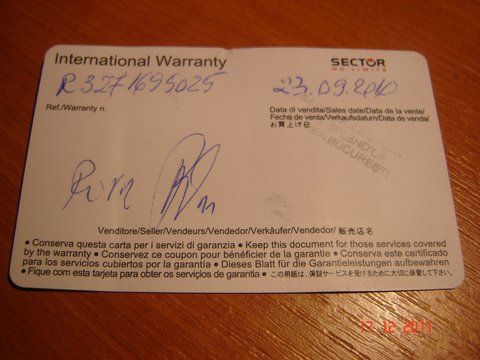 International Warranty
SECTOR
NO LIMITS
R3271695025
23.09.2010
Ref./Warranty n.
Data di vendita/Sales date/Data de la vente/
Fecha de venta/Verkaufsdatum/Data de venda/
お買上げ日
BUCUREST
Venditore/Seller/Vendeurs/Vendedor/Verkäufer/Vendedor/ 販売店名
● Conserva questa carta per i servizi di garanzia ● Keep this document for those services covered
by the warranty ● Conservez ce coupon pour bénéficier de la garantie ● Conserve este certificado
para los servicios cubiertos por la garantía ● Dieses Blatt für die Garantieleistungen aufbewahren
● Fique com esta tarjeta para obter os serviçios de garantia ● この用紙は、保証サービスを受けるために大切に保管して下さい。
17 12 2011